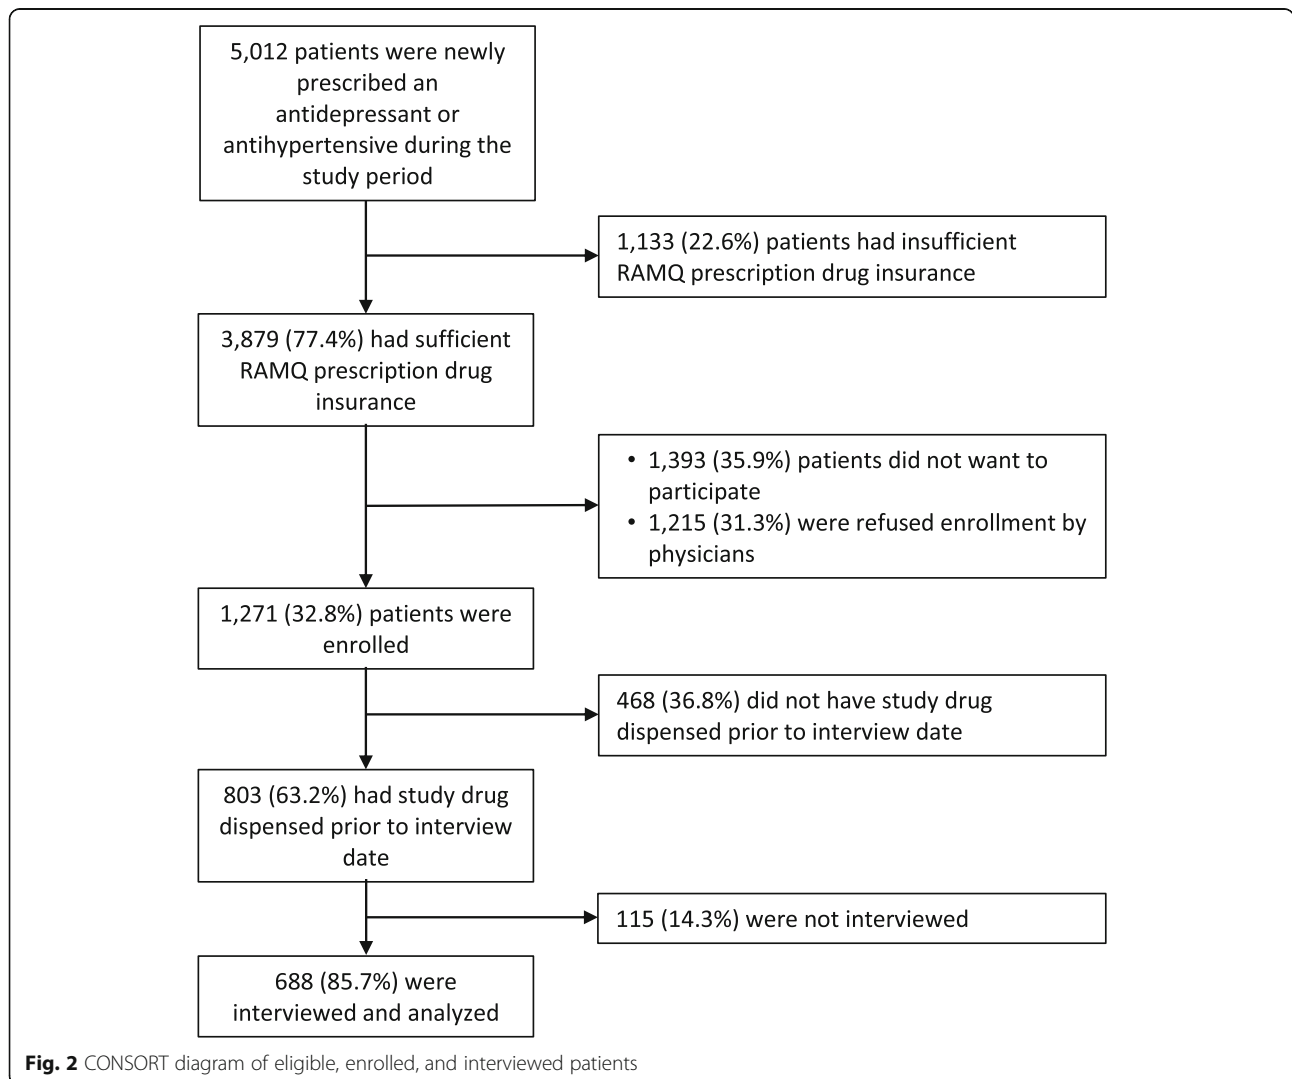 5,012 patients were newly
prescribed an
antidepressant or
antihypertensive during the
study period
1,133 (22.6%) patients had insufficient
RAMQ prescription drug insurance
3,879 (77.4%) had sufficient
RAMQ prescription drug
insurance
• 1,393 (35.9%) patients did not want to
participate
• 1,215 (31.3%) were refused enrollment by
physicians
1,271 (32.8%) patients were
enrolled
468 (36.8%) did not have study drug
dispensed prior to interview date
803 (63.2%) had study drug
dispensed prior to interview
date
115 (14.3%) were not interviewed
688 (85.7%) were
interviewed and analyzed
Fig. 2 CONSORT diagram of eligible, enrolled, and interviewed patients